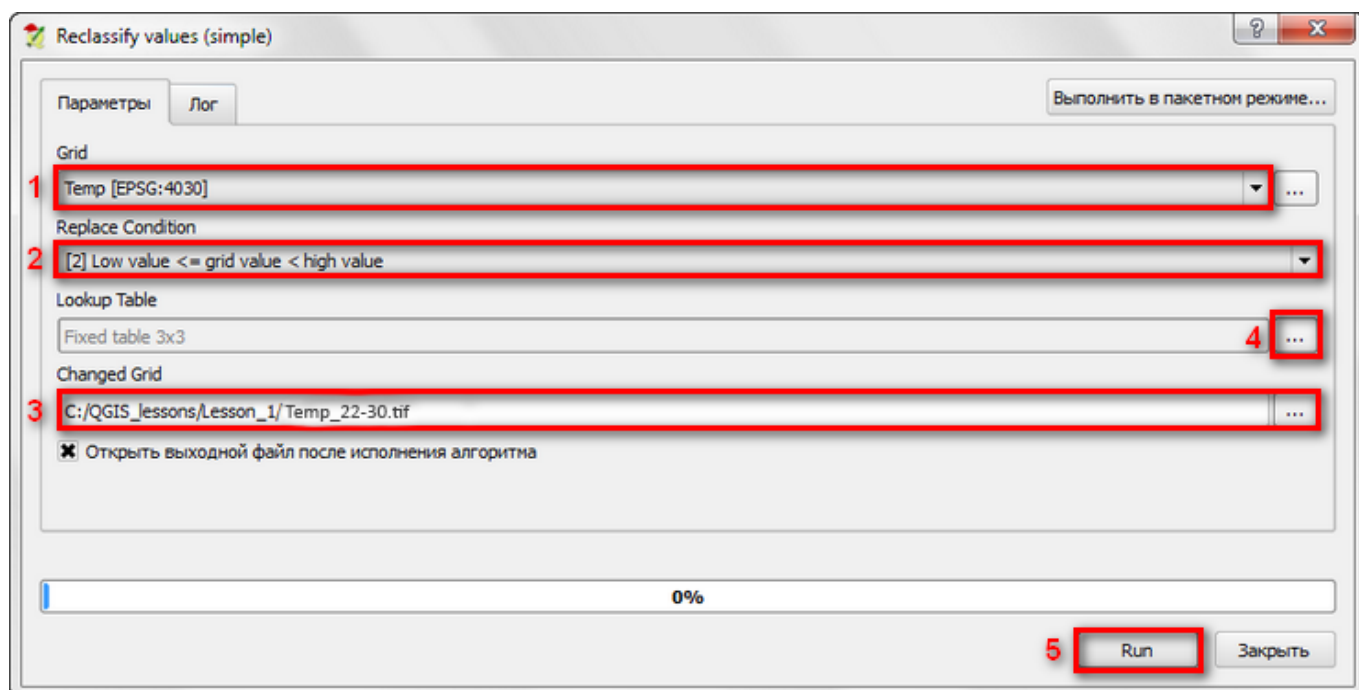 Reclassify values (simple)
Параметры Лог Выполнить в пакетном режиме...
Grid
1 Temp [EPSG:4030] ...
Replace Condition
2 [2] Low value <= grid value < high value
Lookup Table
Fixed table 3x3 4 ...
Changed Grid
3 C:/QGIS_lessons/Lesson_1/Temp_22-30.tif ...
Открыть выходной файл после исполнения алгоритма
0%
5 Run Закрыть